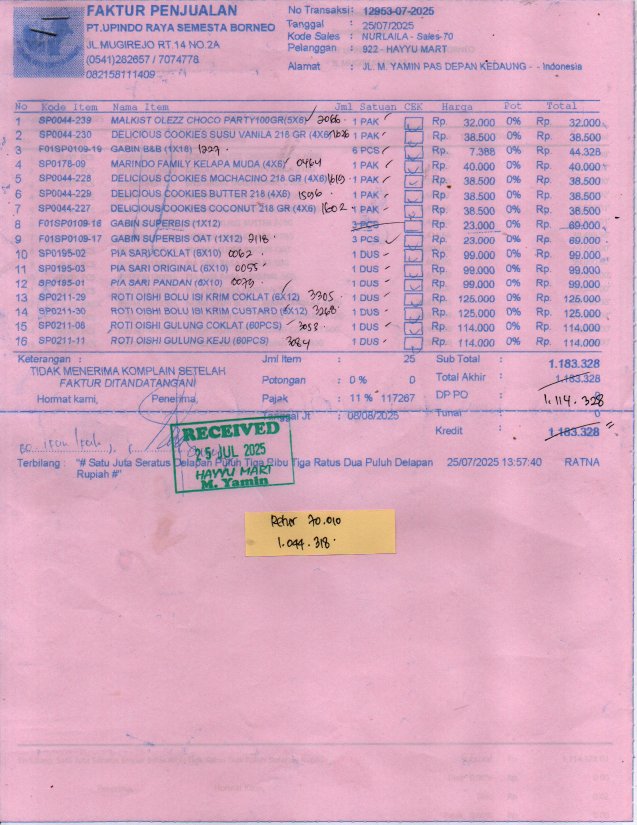 FAKTUR PENJUALAN
PT.UPINDO RAYA SEMESTA BORNEO
JL.MUGIREJO RT.14 NO.2A
(0541)282657 / 7074778
082158111409
No Transaksi : 12953-07-2025
Tanggal : 25/07/2025
Kode Sales : NURLAILA - Sales-70
Pelanggan : 922 - HAYYU MART
Alamat : JL. M. YAMIN PAS DEPAN KEDAUNG - - Indonesia
No Kode Item Nama Item Jml Satuan CEK Harga Pot Total
1 SP0044-239 MALKIST OLEZZ CHOCO PARTY100GR(5X6) 2066 1 PAK Rp. 32.000 0% Rp. 32.000
2 SP0044-230 DELICIOUS COOKIES SUSU VANILA 218 GR (4X6) 1626 1 PAK Rp. 38.500 0% Rp. 38.500
3 F01SP0109-19 GABIN B&B (1X18) 1229 6 PCS Rp. 7.388 0% Rp. 44.328
4 SP0178-09 MARINDO FAMILY KELAPA MUDA (4X6) 0464 1 PAK Rp. 40.000 0% Rp. 40.000
5 SP0044-228 DELICIOUS COOKIES MOCHACINO 218 GR (4X6) 1619 1 PAK Rp. 38.500 0% Rp. 38.500
6 SP0044-229 DELICIOUS COOKIES BUTTER 218 (4X6) 1596 1 PAK Rp. 38.500 0% Rp. 38.500
7 SP0044-227 DELICIOUS COOKIES COCONUT 218 GR (4X6) 1602 1 PAK Rp. 38.500 0% Rp. 38.500
8 F01SP0109-16 GABIN SUPERBIS (1X12) 3 PCS Rp. 23.000 0% Rp. 69.000
9 F01SP0109-17 GABIN SUPERBIS OAT (1X12) 2118 3 PCS Rp. 23.000 0% Rp. 69.000
10 SP0195-02 PIA SARI COKLAT (6X10) 0062 1 DUS Rp. 99.000 0% Rp. 99.000
11 SP0195-03 PIA SARI ORIGINAL (6X10) 0055 1 DUS Rp. 99.000 0% Rp. 99.000
12 SP0195-01 PIA SARI PANDAN (6X10) 0079 1 DUS Rp. 99.000 0% Rp. 99.000
13 SP0211-29 ROTI OISHI BOLU ISI KRIM COKLAT (6X12) 3305 1 DUS Rp. 125.000 0% Rp. 125.000
14 SP0211-30 ROTI OISHI BOLU ISI KRIM CUSTARD (6X12) 3268 1 DUS Rp. 125.000 0% Rp. 125.000
15 SP0211-08 ROTI OISHI GULUNG COKLAT (60PCS) 3053 1 DUS Rp. 114.000 0% Rp. 114.000
16 SP0211-11 ROTI OISHI GULUNG KEJU (60PCS) 3084 1 DUS Rp. 114.000 0% Rp. 114.000
Keterangan : Jml Item : 25 Sub Total : 1.183.328
TIDAK MENERIMA KOMPLAIN SETELAH
FAKTUR DITANDATANGANI
Potongan : 0 % 0 Total Akhir : 1.183.328
Hormat kami, Penerima, Pajak : 11 % 117267 DP PO : 1.114.328
Tanggal Jt : 08/08/2025 Tunai : 0
Kredit : 1.183.328
RECEIVED
25 JUL 2025
HAYYU MART
M. Yamin
Terbilang : "# Satu Juta Seratus Delapan Puluh Tiga Ribu Tiga Ratus Dua Puluh Delapan
Rupiah #"
25/07/2025 13:57:40 RATNA
Retur 70.010
1.044.318